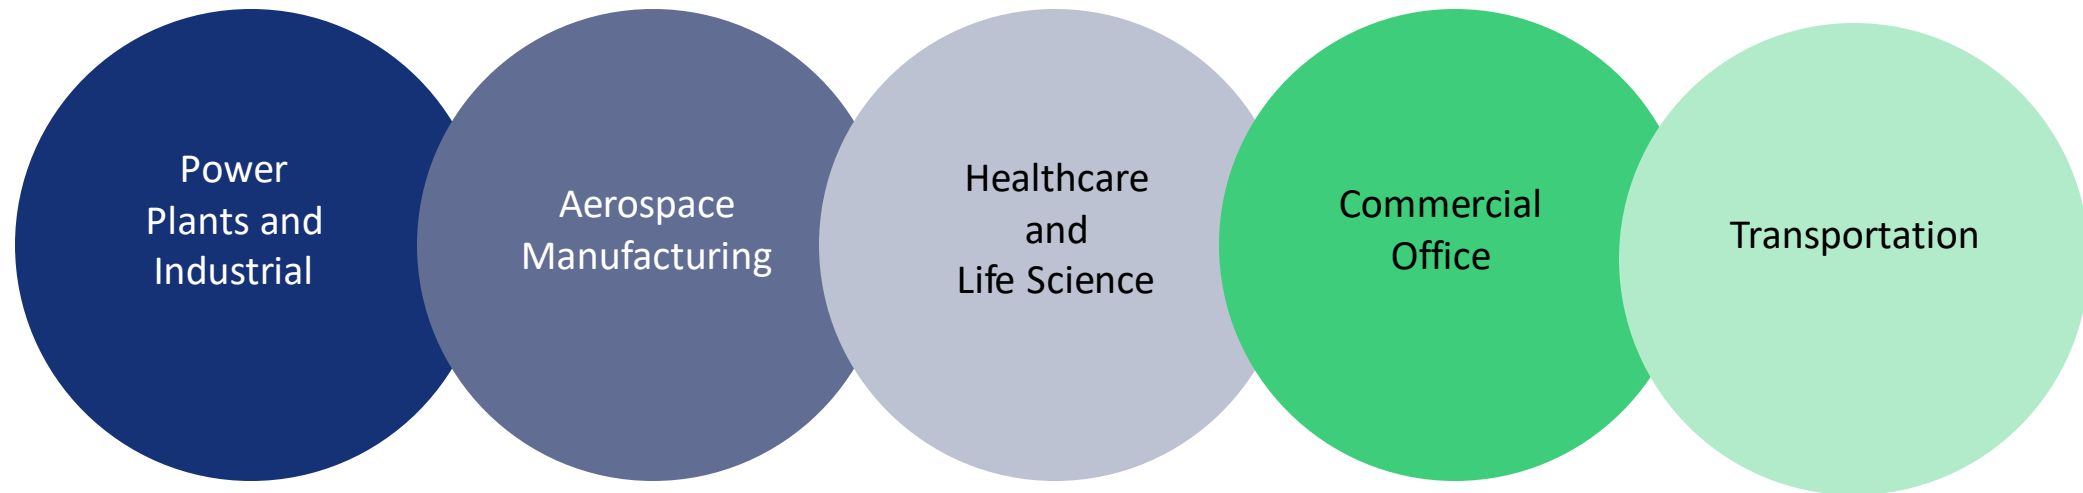 Power
Plants and
Industrial
Aerospace
Manufacturing
Healthcare
and
Life Science
Commercial
Office
Transportation